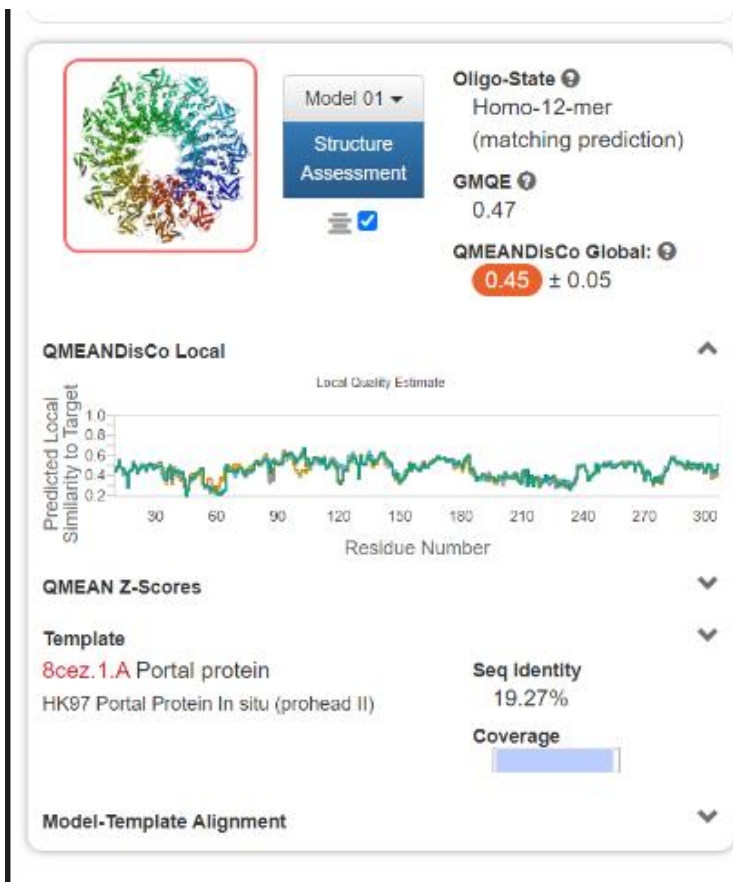 Model 01
Structure
Assessment
Oligo-State
Homo-12-mer
(matching prediction)
GMQE
0.47
QMEANDisCo Global:
0.45 ± 0.05
QMEANDisCo Local
Local Quality Estimate
Predicted Local
Similarity to Target
1.0
0.8
0.6
0.4
0.2
30 60 90 120 150 180 210 240 270 300
Residue Number
QMEAN Z-Scores
Template
8cez.1.A Portal protein
HK97 Portal Protein In situ (prohead II)
Seq Identity
19.27%
Coverage
Model-Template Alignment